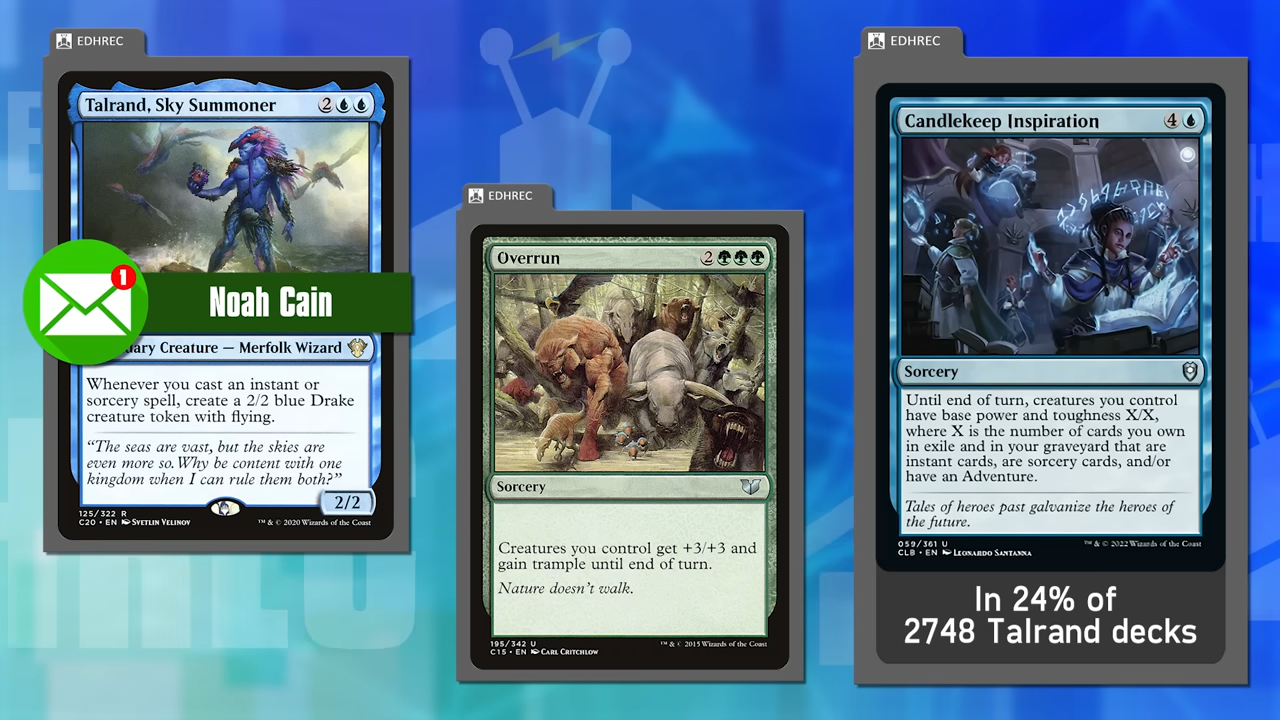 EDHREC
Talrand, Sky Summoner 2
1
Noah Cain
dary Creature — Merfolk Wizard
Whenever you cast an instant or
sorcery spell, create a 2/2 blue Drake
creature token with flying.
“The seas are vast, but the skies are
even more so. Why be content with one
kingdom when I can rule them both?”
2/2
125/322 R
C20 • EN SVETLIN VELINOV
™ & © 2020 Wizards of the Coast
EDHREC
Overrun 2
Sorcery
Creatures you control get +3/+3 and
gain trample until end of turn.
Nature doesn’t walk.
195/342 U
C15 • EN CARL CRITCHLOW
™ & © 2015 Wizards of the Coast
EDHREC
Candlekeep Inspiration 4
Sorcery
Until end of turn, creatures you control
have base power and toughness X/X,
where X is the number of cards you own
in exile and in your graveyard that are
instant cards, are sorcery cards, and/or
have an Adventure.
Tales of heroes past galvanize the heroes of
the future.
059/361 U
CLB • EN LEONARDO SANTANNA
™ & © 2022 Wizards of the Coast
In 24% of
2748 Talrand decks